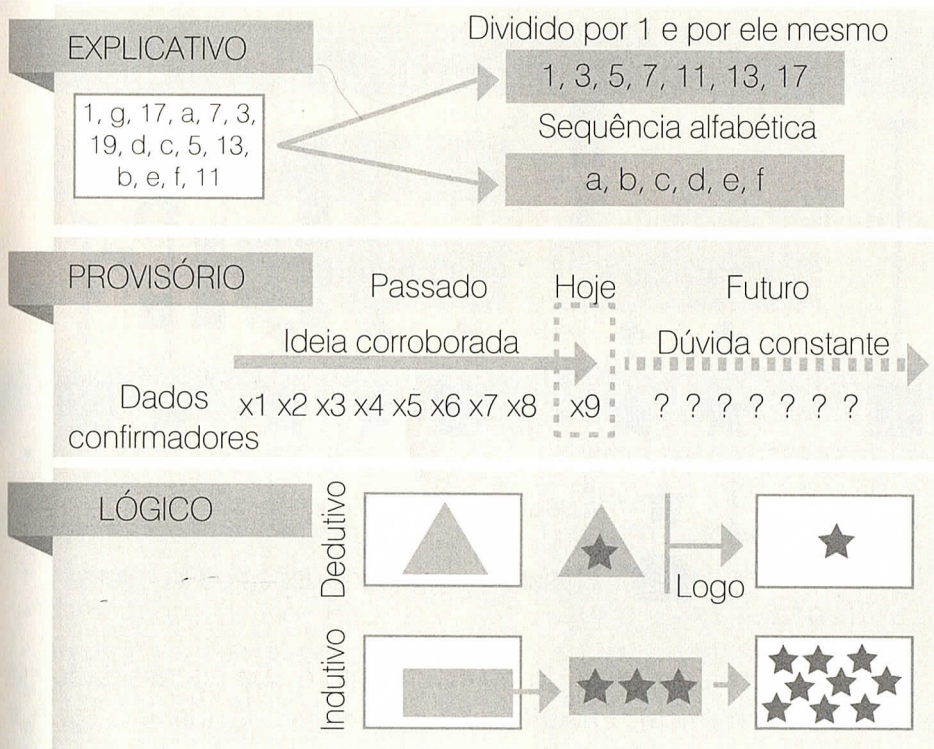 EXPLICATIVO
1, g, 17, a, 7, 3,
19, d, c, 5, 13,
b, e, f, 11
Dividido por 1 e por ele mesmo
1, 3, 5, 7, 11, 13, 17
Sequência alfabética
a, b, c, d, e, f
PROVISÓRIO
Passado
Hoje
Futuro
Ideia corroborada
Dúvida constante
Dados
confirmadores
x1 x2 x3 x4 x5 x6 x7 x8
x9
? ? ? ? ? ? ?
LÓGICO
Dedutivo
Logo
Indutivo